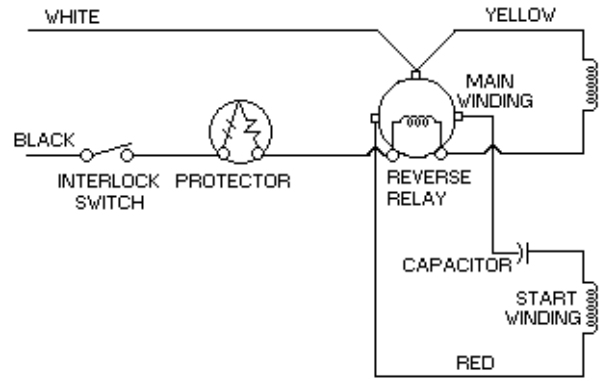 WHITE
YELLOW
MAIN
WINDING
BLACK
INTERLOCK
SWITCH
PROTECTOR
REVERSE
RELAY
CAPACITOR
START
WINDING
RED